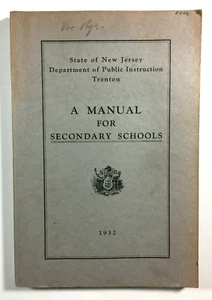 State of New Jersey
Department of Public Instruction
Trenton
A MANUAL
FOR
SECONDARY SCHOOLS
1932